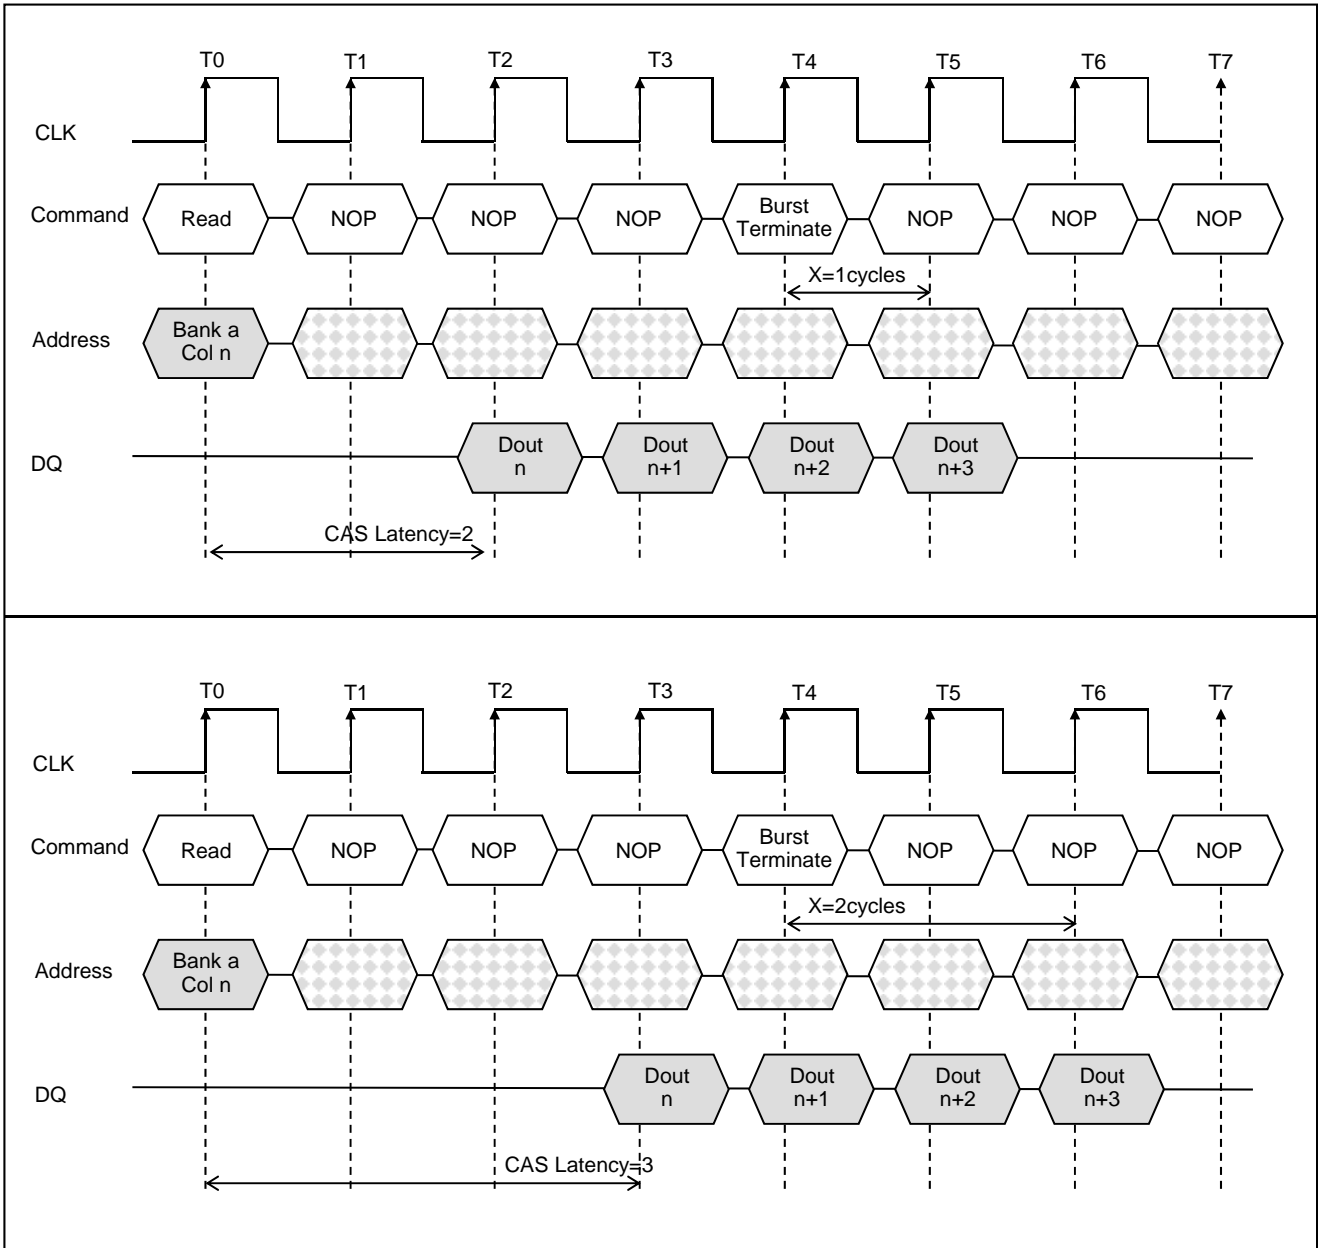 T0 T1 T2 T3 T4 T5 T6 T7
CLK
Command Read NOP NOP NOP Burst Terminate NOP NOP NOP
X=1cycles
Address Bank a Col n
DQ Dout n Dout n+1 Dout n+2 Dout n+3
CAS Latency=2
T0 T1 T2 T3 T4 T5 T6 T7
CLK
Command Read NOP NOP NOP Burst Terminate NOP NOP NOP
X=2cycles
Address Bank a Col n
DQ Dout n Dout n+1 Dout n+2 Dout n+3
CAS Latency=3